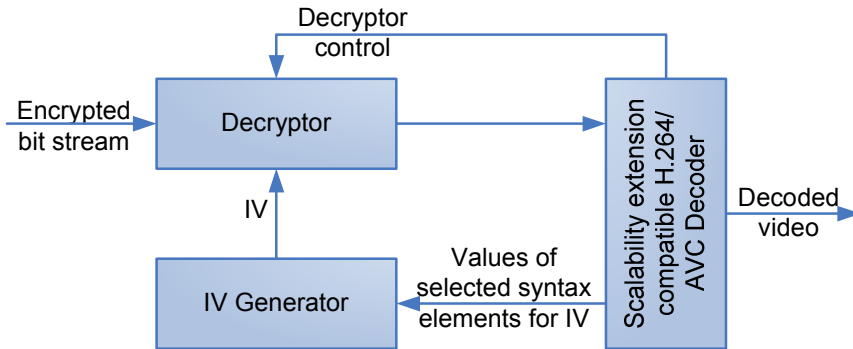 Decryptor
control
Encrypted
bit stream
Decryptor
Scalability extension
compatible H.264/
AVC Decoder
Decoded
video
IV
IV Generator
Values of
selected syntax
elements for IV